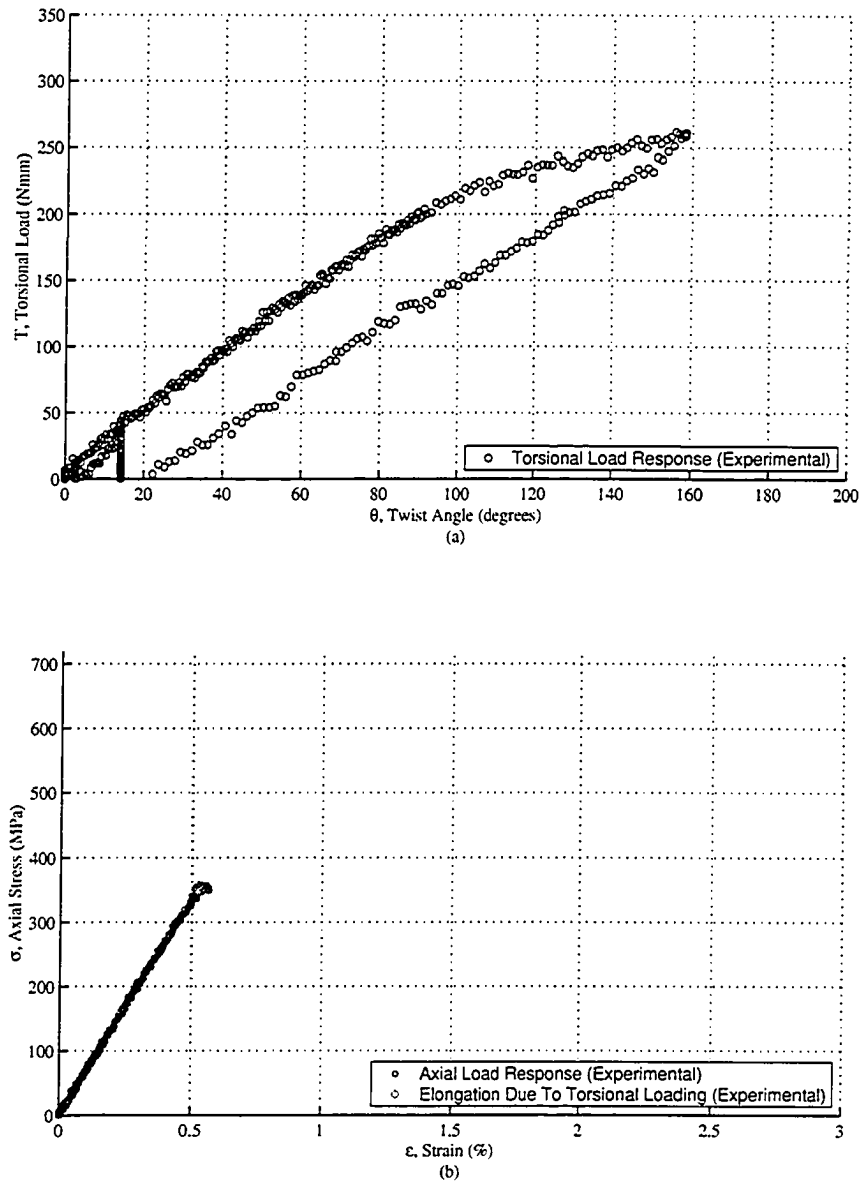 350
300
250
200
150
100
50
0
T, Torsional Load (Nmm)
Torsional Load Response (Experimental)
0 20 40 60 80 100 120 140 160 180 200
θ, Twist Angle (degrees)
(a)
700
600
500
400
300
200
100
0
σ, Axial Stress (MPa)
Axial Load Response (Experimental)
Elongation Due To Torsional Loading (Experimental)
0 0.5 1 1.5 2 2.5 3
ε, Strain (%)
(b)